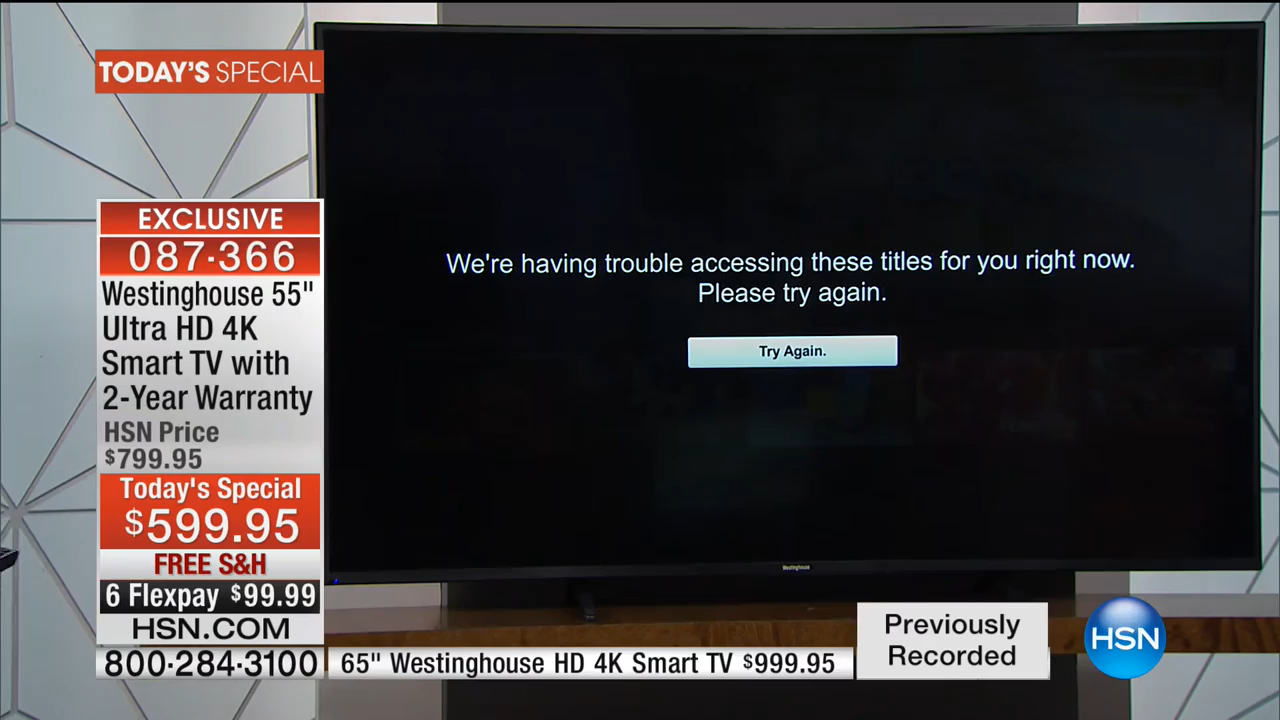 TODAY'S SPECIAL
EXCLUSIVE
087-366
Westinghouse 55"
Ultra HD 4K
Smart TV with
2-Year Warranty
HSN Price
$799.95
Today's Special
$599.95
FREE S&H
6 Flexpay $99.99
HSN.COM
800-284-3100
We're having trouble accessing these titles for you right now.
Please try again.
Try Again.
Westinghouse
65" Westinghouse HD 4K Smart TV $999.95
Previously
Recorded
HSN